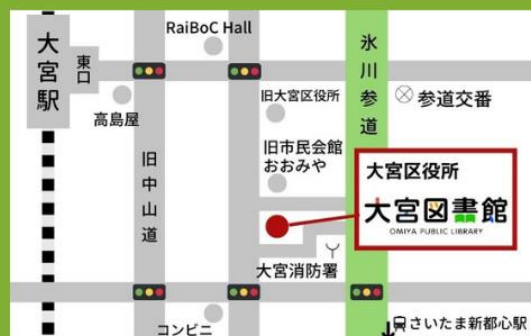 RaiBoC Hall
大宮駅
東口
高島屋
旧中山道
旧大宮区役所
旧市民会館
おおみや
氷川参道
参道交番
大宮区役所
大宮図書館
OMIYA PUBLIC LIBRARY
大宮消防署
コンビニ
さいたま新都心駅